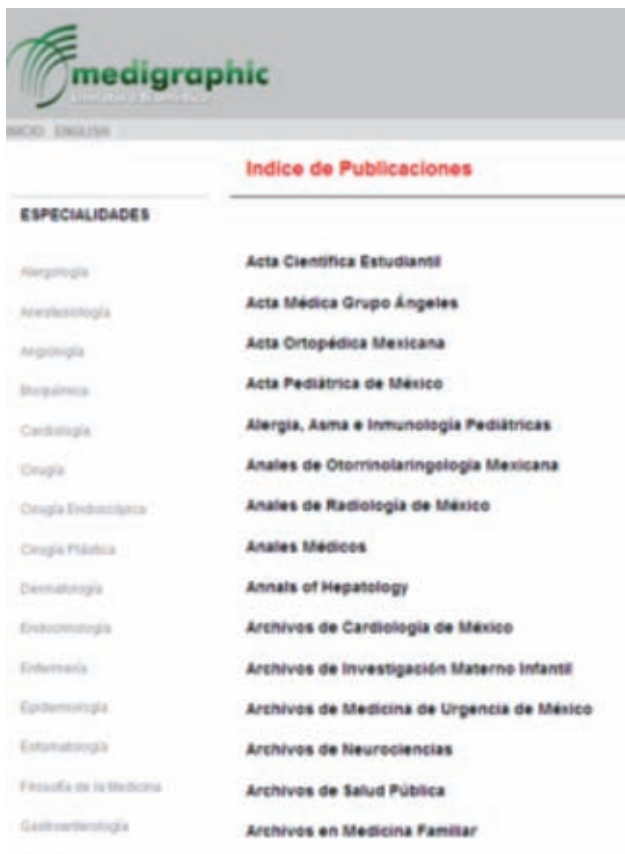 medigraphic
Literatura Biomédica
INICIO ENGLISH
Indice de Publicaciones
ESPECIALIDADES
Alergología
Anestesiología
Angiología
Bioquímica
Cardiología
Cirugía
Cirugía Endoscópica
Cirugía Plástica
Dermatología
Endocrinología
Enfermería
Epidemiología
Estomatología
Filosofía de la Medicina
Gastroenterología
Acta Científica Estudiantil
Acta Médica Grupo Ángeles
Acta Ortopédica Mexicana
Acta Pediátrica de México
Alergia, Asma e Inmunología Pediátricas
Anales de Otorrinolaringología Mexicana
Anales de Radiología de México
Anales Médicos
Annals of Hepatology
Archivos de Cardiología de México
Archivos de Investigación Materno Infantil
Archivos de Medicina de Urgencia de México
Archivos de Neurociencias
Archivos de Salud Pública
Archivos en Medicina Familiar